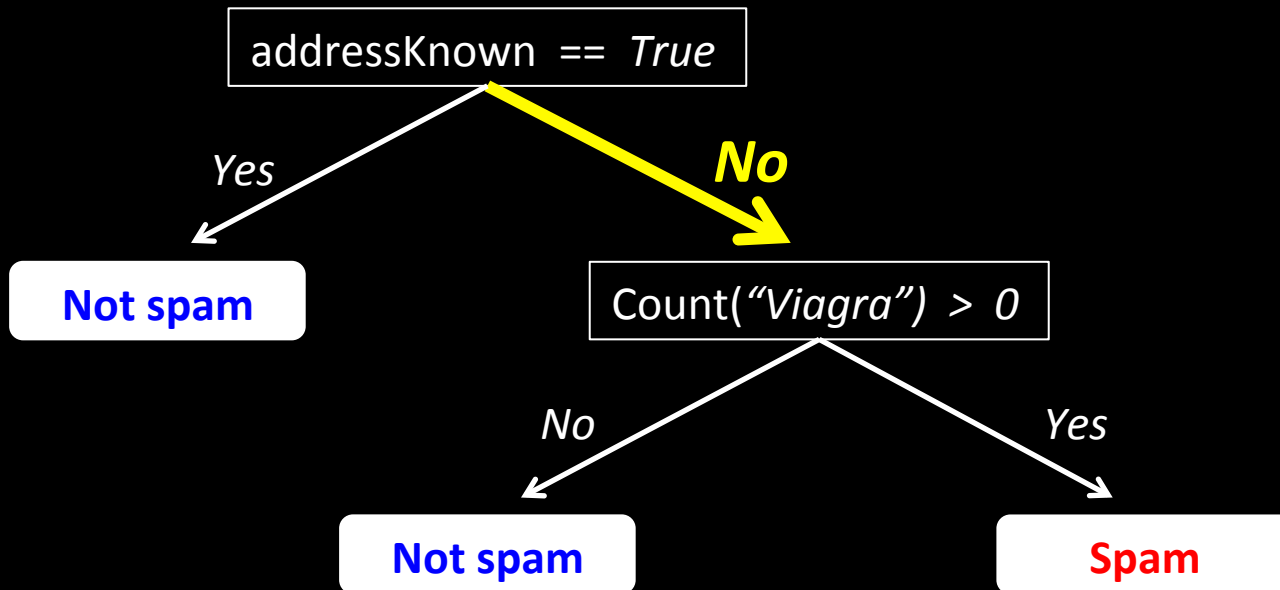 addressKnown == True
Yes
No
Not spam
Count(“Viagra”) > 0
No
Yes
Not spam
Spam